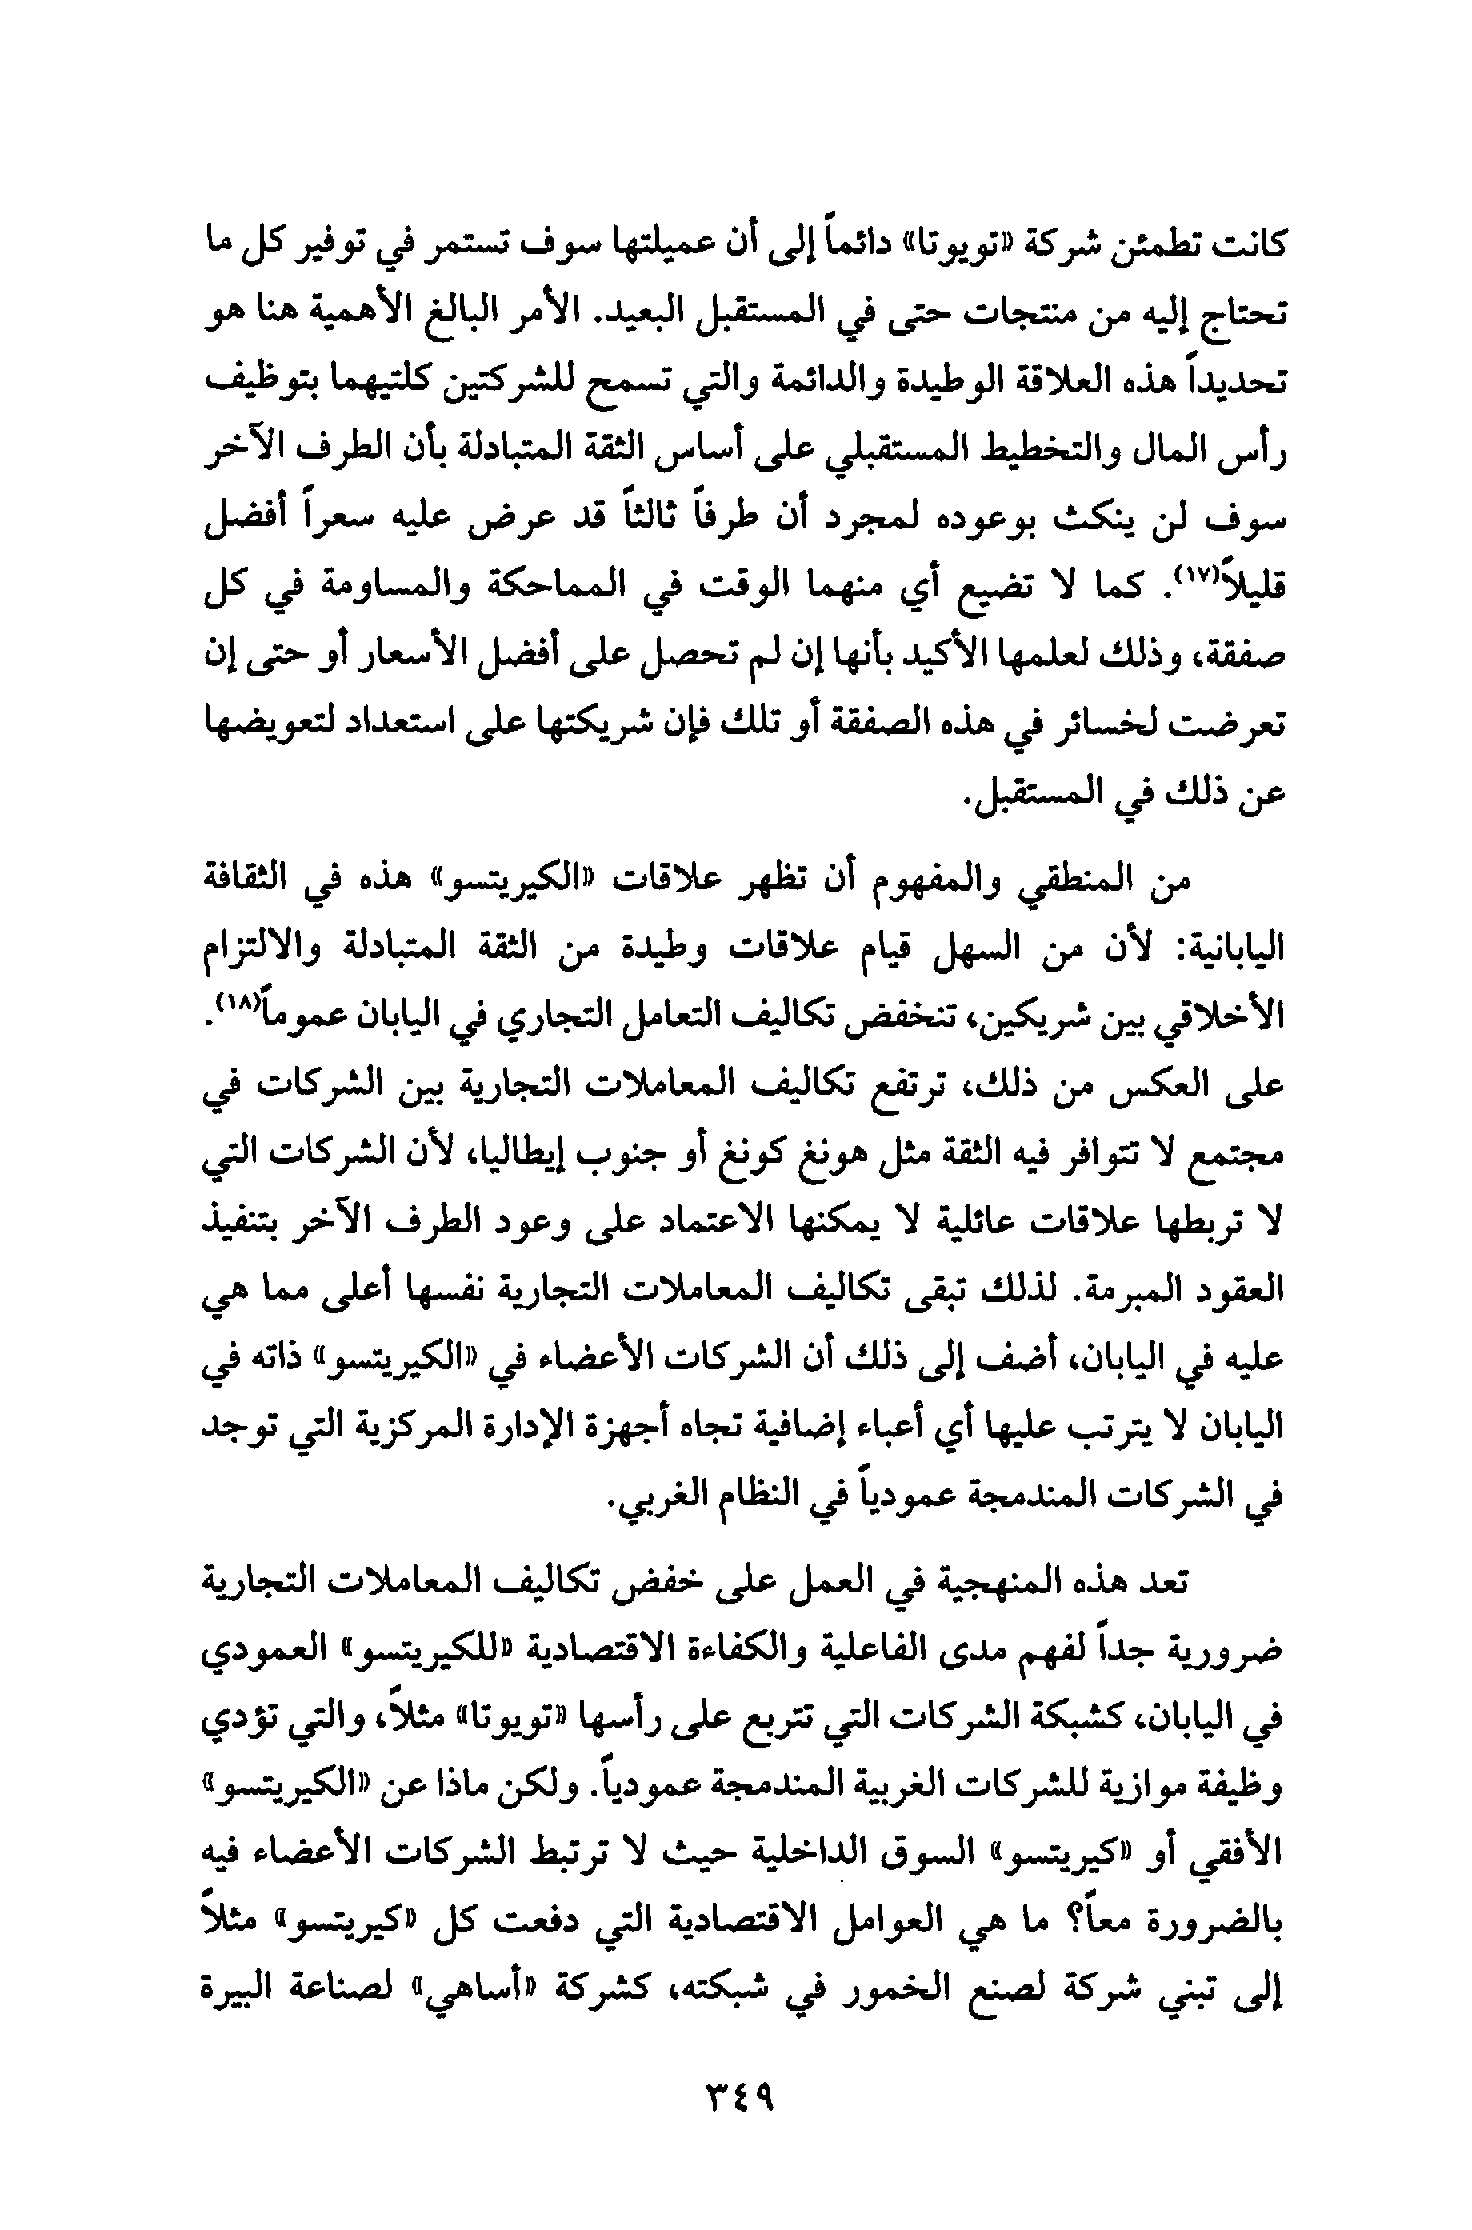 كانت تطمئن شركة «تويوتا» دائماً إلى أن عميلتها سوف تستمر في توفير كل ما
تحتاج إليه من منتجات حتى في المستقبل البعيد. الأمر البالغ الأهمية هنا هو
تحديداً هذه العلاقة الوطيدة والدائمة والتي تسمح للشركتين كلتيهما بتوظيف
رأس المال والتخطيط المستقبلي على أساس الثقة المتبادلة بأن الطرف الآخر
سوف لن ينكث بوعوده لمجرد أن طرفاً ثالثاً قد عرض عليه سعراً أفضل
قليلاً(١٧). كما لا تضيع أي منهما الوقت في المماحكة والمساومة في كل
صفقة، وذلك لعلمها الأكيد بأنها إن لم تحصل على أفضل الأسعار أو حتى إن
تعرضت لخسائر في هذه الصفقة أو تلك فإن شريكتها على استعداد لتعويضها
عن ذلك في المستقبل.
من المنطقي والمفهوم أن تظهر علاقات «الكيريتسو» هذه في الثقافة
اليابانية: لأن من السهل قيام علاقات وطيدة من الثقة المتبادلة والالتزام
الأخلاقي بين شريكين، تنخفض تكاليف التعامل التجاري في اليابان عموماً(١٨).
على العكس من ذلك، ترتفع تكاليف المعاملات التجارية بين الشركات في
مجتمع لا تتوافر فيه الثقة مثل هونغ كونغ أو جنوب إيطاليا، لأن الشركات التي
لا تربطها علاقات عائلية لا يمكنها الاعتماد على وعود الطرف الآخر بتنفيذ
العقود المبرمة. لذلك تبقى تكاليف المعاملات التجارية نفسها أعلى مما هي
عليه في اليابان، أضف إلى ذلك أن الشركات الأعضاء في «الكيريتسو» ذاته في
اليابان لا يترتب عليها أي أعباء إضافية تجاه أجهزة الإدارة المركزية التي توجد
في الشركات المندمجة عمودياً في النظام الغربي.
تعد هذه المنهجية في العمل على خفض تكاليف المعاملات التجارية
ضرورية جداً لفهم مدى الفاعلية والكفاءة الاقتصادية «للكيريتسو» العمودي
في اليابان، كشبكة الشركات التي تتربع على رأسها «تويوتا» مثلاً، والتي تؤدي
وظيفة موازية للشركات الغربية المندمجة عمودياً. ولكن ماذا عن «الكيريتسو»
الأفقي أو «كيريتسو» السوق الداخلية حيث لا ترتبط الشركات الأعضاء فيه
بالضرورة معاً؟ ما هي العوامل الاقتصادية التي دفعت كل «كيريتسو» مثلاً
إلى تبني شركة لصنع الخمور في شبكته، كشركة «أساهي» لصناعة البيرة
٣٤٩